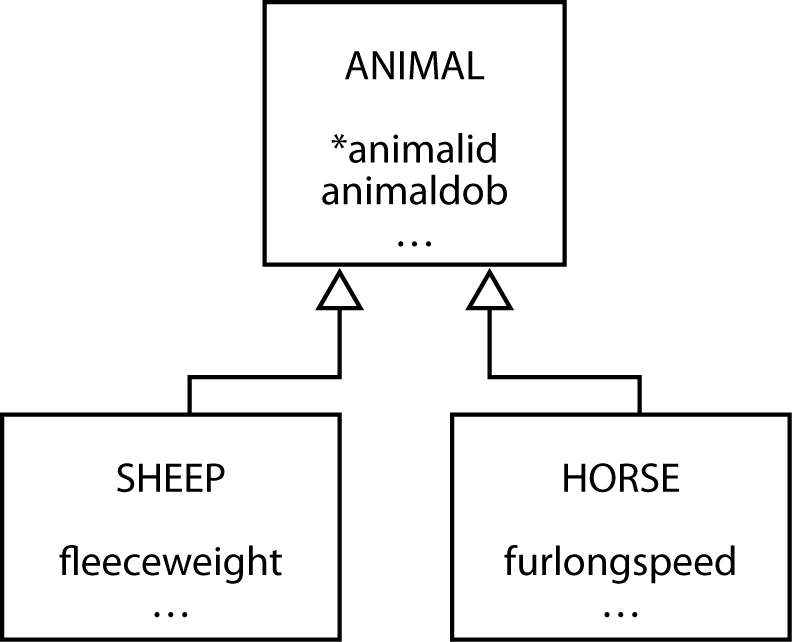 ANIMAL
*animalid
animaldob
…
SHEEP
fleeceweight
…
HORSE
furlongspeed
…